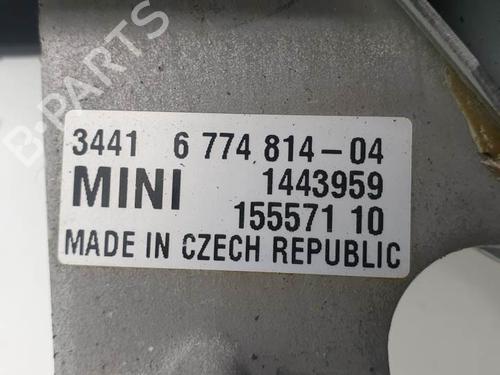 B-PARTS
3441 6 774 814-04
MINI 1443959
155571 10
MADE IN CZECH REPUBLIC